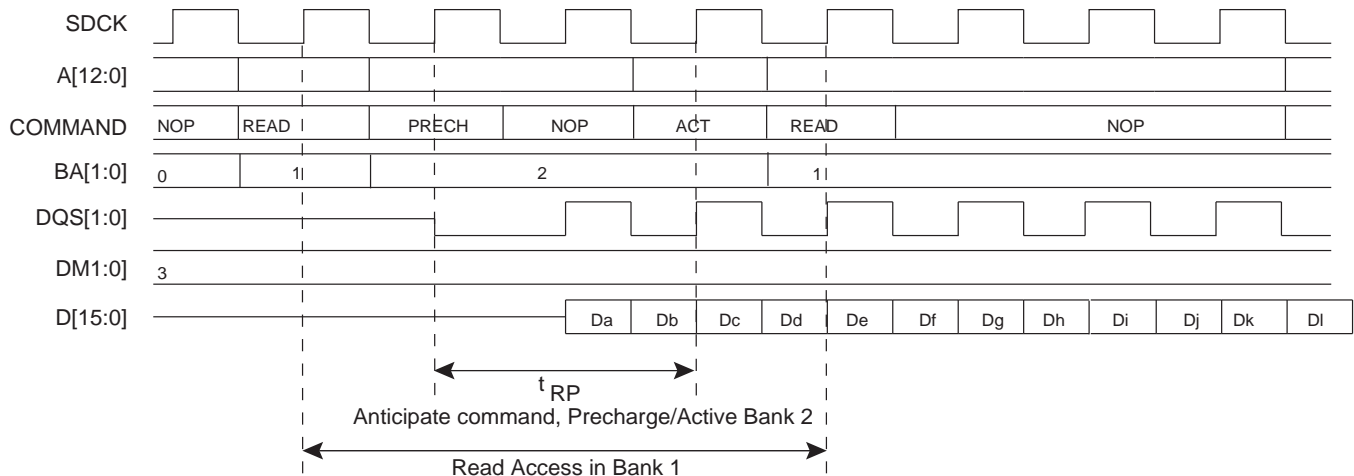 SDCK
A[12:0]
COMMAND NOP READ PRECH NOP ACT READ NOP
BA[1:0] 0 1 2 1
DQS[1:0]
DM1:0] 3
D[15:0] Da Db Dc Dd De Df Dg Dh Di Dj Dk Dl
t RP
Anticipate command, Precharge/Active Bank 2
Read Access in Bank 1